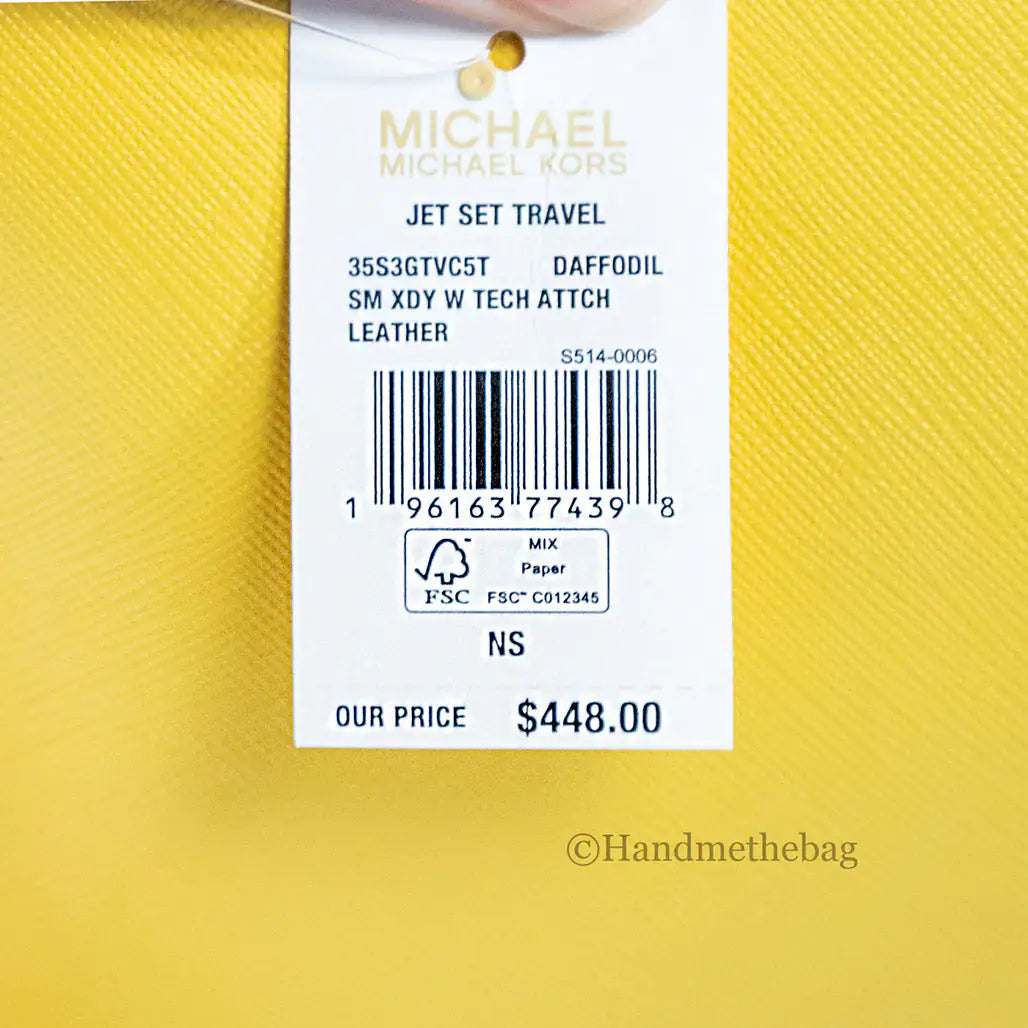 MICHAEL
MICHAEL KORS
JET SET TRAVEL
35S3GTVC5T DAFFODIL
SM XDY W TECH ATTCH
LEATHER
S514-0006
1 96163 77439 8
MIX
Paper
FSC™ C012345
FSC
NS
OUR PRICE $448.00
©Handmethebag